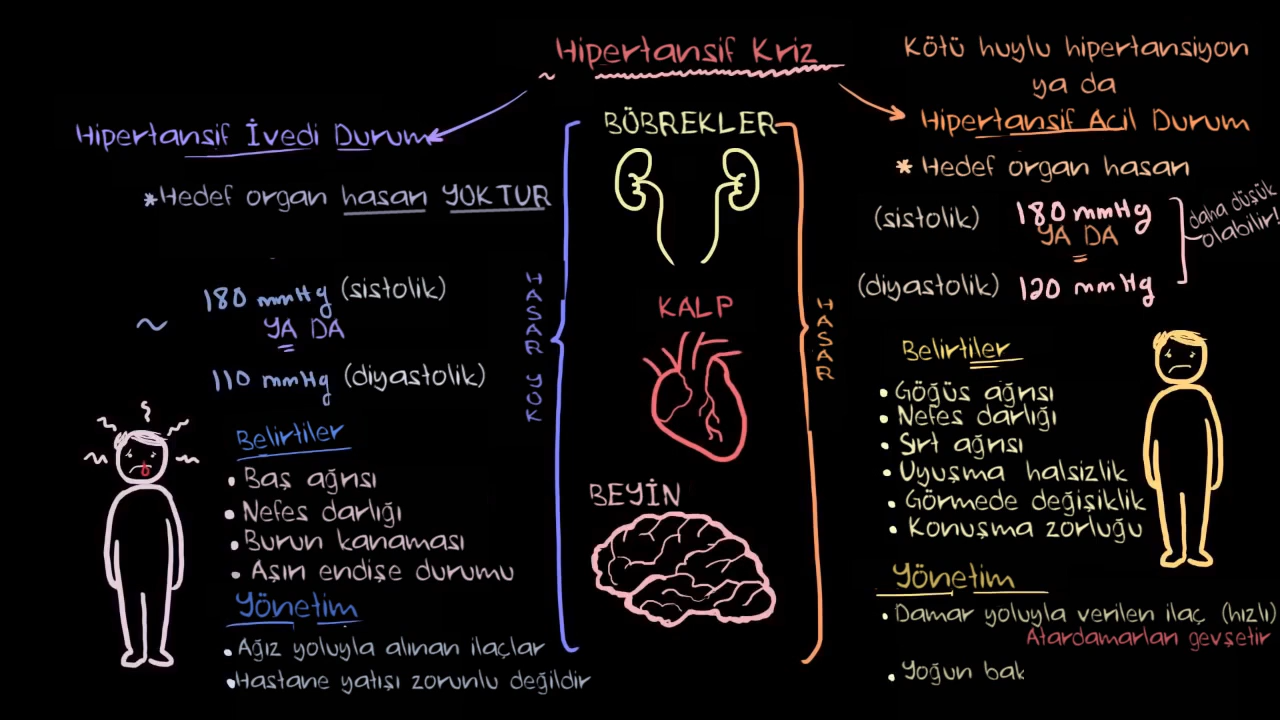 Hipertansif Kriz
Hipertansif İvedi Durum
*Hedef organ hasarı YOKTUR
~ 180 mmHg (sistolik)
YA DA
110 mmHg (diyastolik)
Belirtiler
• Baş ağrısı
• Nefes darlığı
• Burun kanaması
• Aşırı endişe durumu
Yönetim
• Ağız yoluyla alınan ilaçlar
• Hastane yatışı zorunlu değildir
HASAR YOK
BÖBREKLER
KALP
BEYİN
HASAR
Kötü huylu hipertansiyon
ya da
Hipertansif Acil Durum
* Hedef organ hasarı
(sistolik) 180 mmHg
YA DA
(diyastolik) 120 mmHg
daha düşük
olabilir!
Belirtiler
• Göğüs ağrısı
• Nefes darlığı
• Sırt ağrısı
• Uyuşma halsizlik
• Görmede değişiklik
• Konuşma zorluğu
Yönetim
• Damar yoluyla verilen ilaç (hızlı)
Atardamarları gevşetir
• Yoğun bak